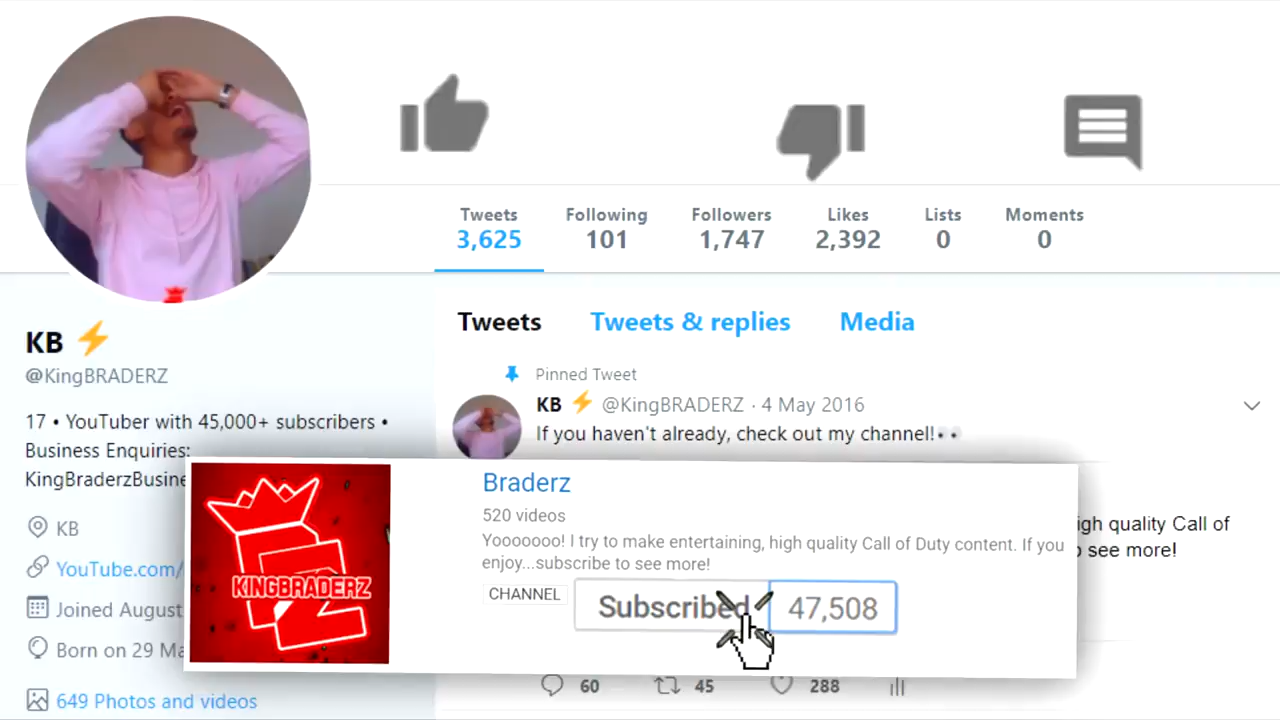 Tweets Following Followers Likes Lists Moments
3,625 101 1,747 2,392 0 0
KB ⚡
@KingBRADERZ
17 • YouTuber with 45,000+ subscribers •
Business Enquiries:
KingBraderzBusine
KB
YouTube.com/
Joined August
Born on 29 Ma
649 Photos and videos
Tweets Tweets & replies Media
Pinned Tweet
KB ⚡ @KingBRADERZ · 4 May 2016
If you haven't already, check out my channel!👀
KINGBRADERZ
Braderz
520 videos
Yooooooo! I try to make entertaining, high quality Call of Duty content. If you
enjoy...subscribe to see more!
CHANNEL Subscribed 47,508
igh quality Call of
see more!
60 45 288